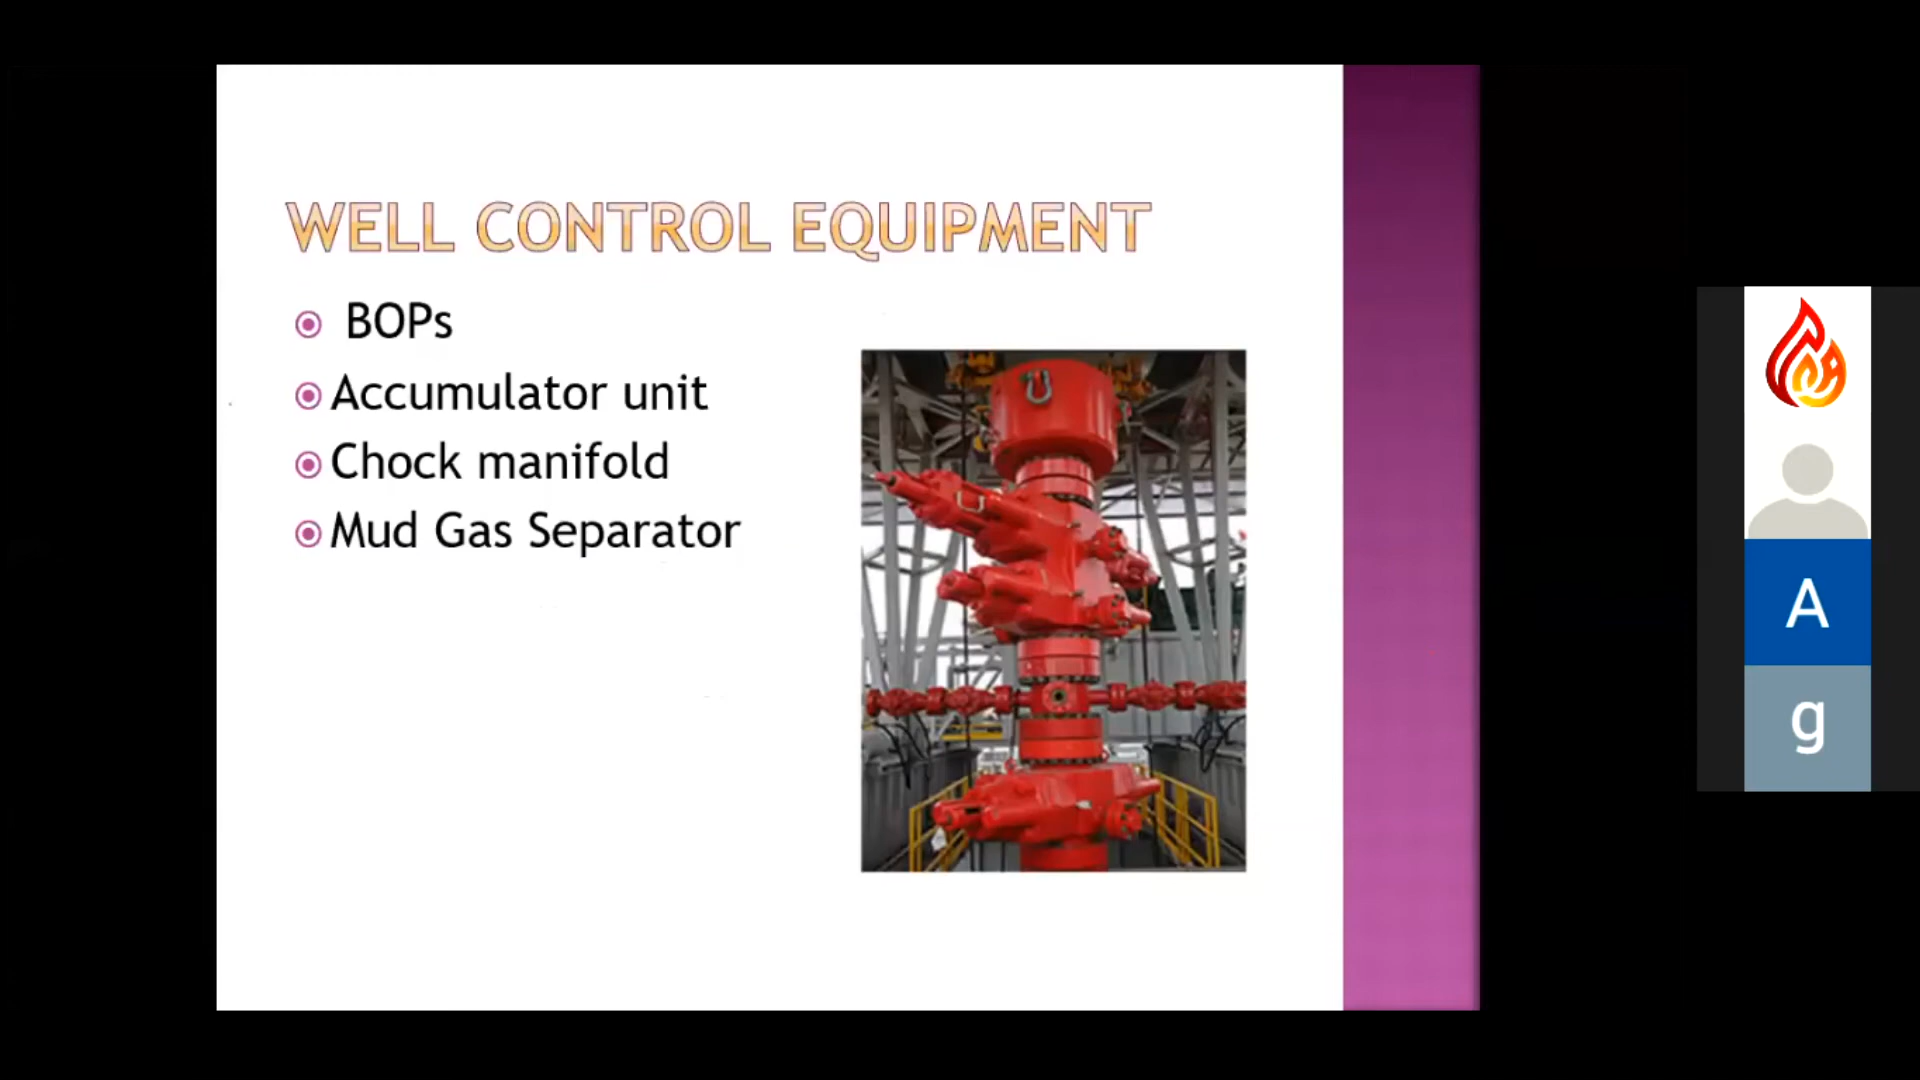 WELL CONTROL EQUIPMENT
BOPs
Accumulator unit
Chock manifold
Mud Gas Separator
A
g